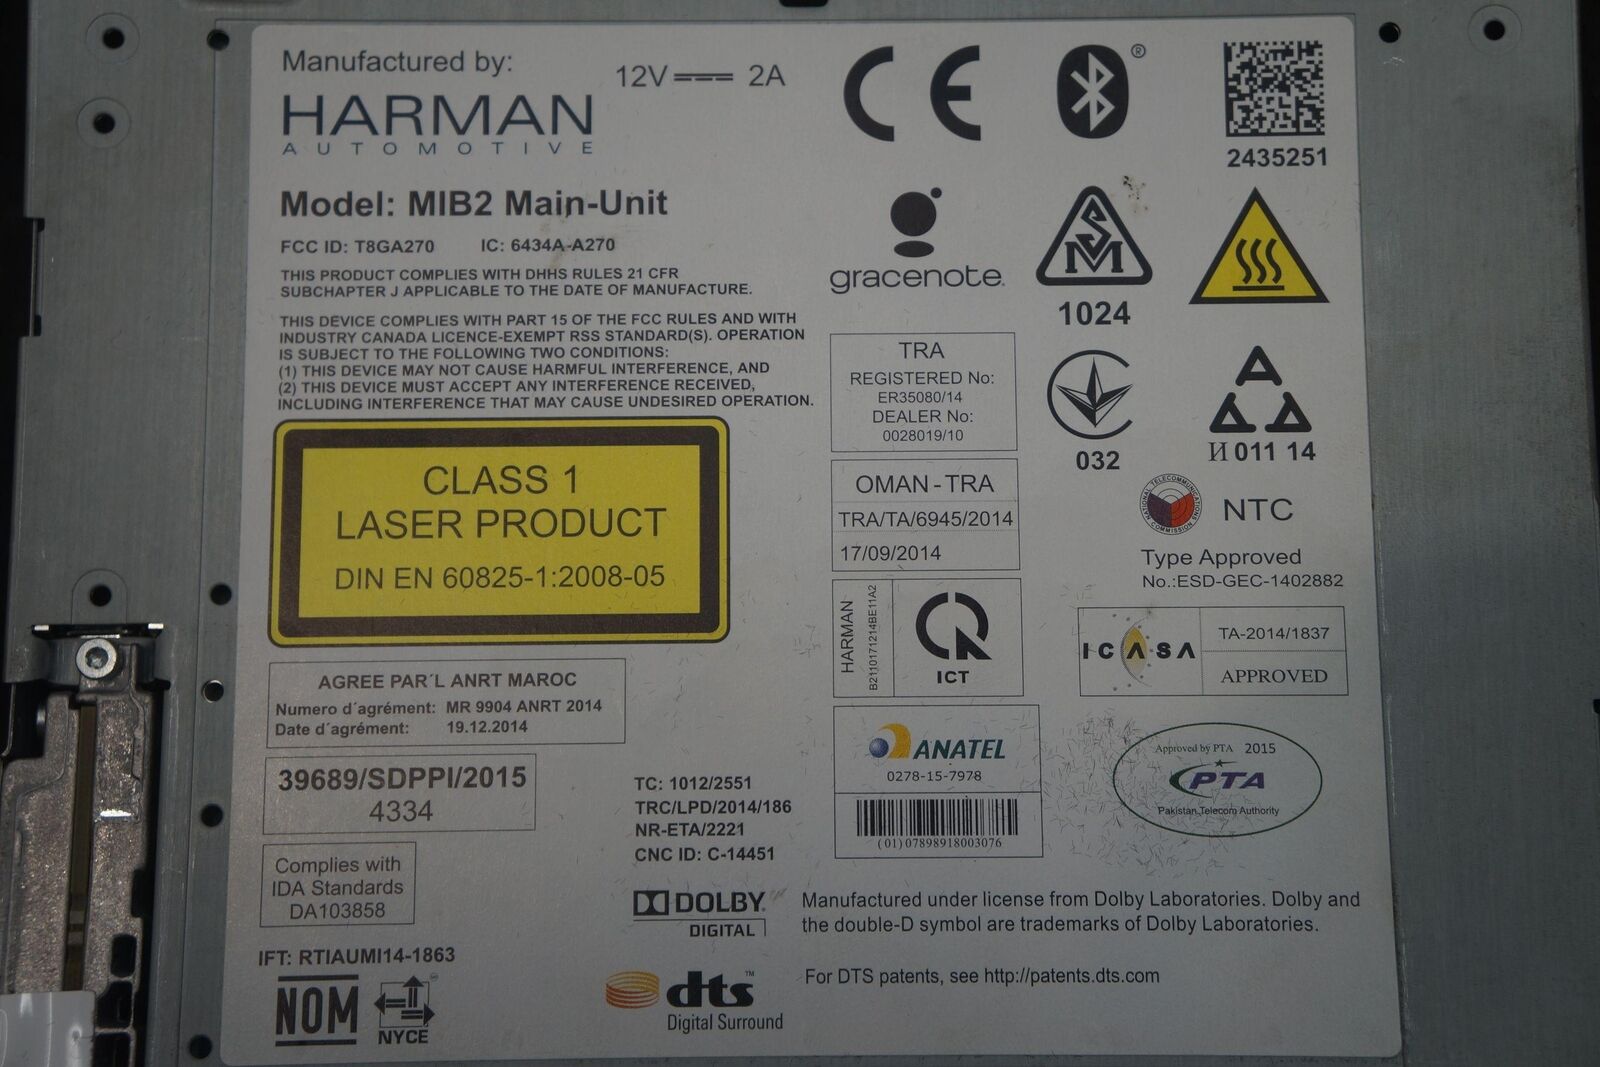 Manufactured by:
HARMAN
AUTOMOTIVE
12V 2A
CE
®
2435251
Model: MIB2 Main-Unit
FCC ID: T8GA270 IC: 6434A-A270
THIS PRODUCT COMPLIES WITH DHHS RULES 21 CFR
SUBCHAPTER J APPLICABLE TO THE DATE OF MANUFACTURE.
THIS DEVICE COMPLIES WITH PART 15 OF THE FCC RULES AND WITH
INDUSTRY CANADA LICENCE-EXEMPT RSS STANDARD(S). OPERATION
IS SUBJECT TO THE FOLLOWING TWO CONDITIONS:
(1) THIS DEVICE MAY NOT CAUSE HARMFUL INTERFERENCE, AND
(2) THIS DEVICE MUST ACCEPT ANY INTERFERENCE RECEIVED,
INCLUDING INTERFERENCE THAT MAY CAUSE UNDESIRED OPERATION.
CLASS 1
LASER PRODUCT
DIN EN 60825-1:2008-05
AGREE PAR´L ANRT MAROC
Numero d´agrément: MR 9904 ANRT 2014
Date d´agrément: 19.12.2014
39689/SDPPI/2015
4334
Complies with
IDA Standards
DA103858
IFT: RTIAUMI14-1863
NOM
NYCE
TC: 1012/2551
TRC/LPD/2014/186
NR-ETA/2221
CNC ID: C-14451
DOLBY
DIGITAL
dts™
Digital Surround
gracenote.
SM
1024
TRA
REGISTERED No:
ER35080/14
DEALER No:
0028019/10
032
И 011 14
OMAN-TRA
TRA/TA/6945/2014
17/09/2014
NATIONAL TELECOMMUNICATIONS COMMISSION
NTC
Type Approved
No.:ESD-GEC-1402882
HARMAN
B2110171214BE11A2
ICT
ICASA
TA-2014/1837
APPROVED
ANATEL
0278-15-7978
(01)07898918003076
Approved by PTA 2015
PTA
Pakistan Telecom Authority
Manufactured under license from Dolby Laboratories. Dolby and
the double-D symbol are trademarks of Dolby Laboratories.
For DTS patents, see http://patents.dts.com